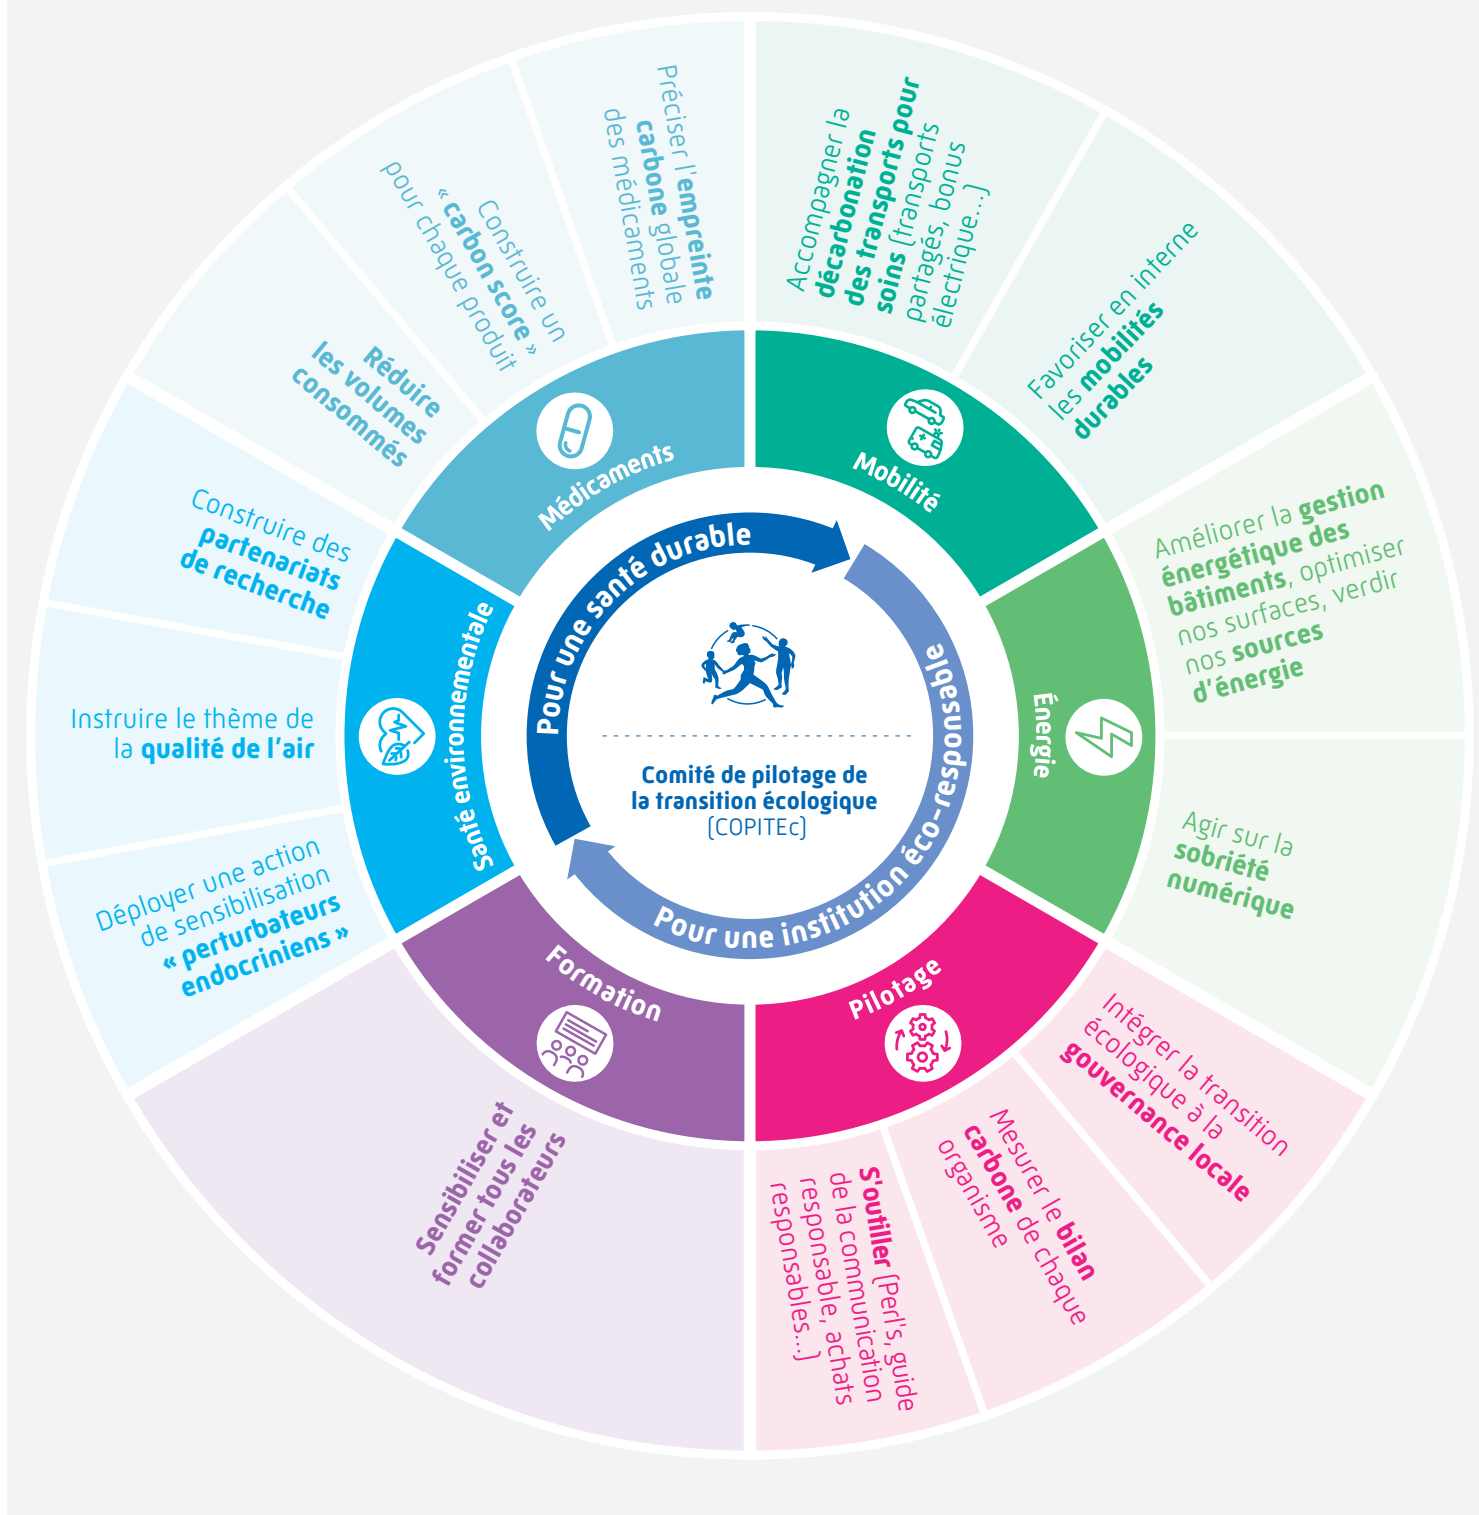 Préciser l'empreinte
carbone globale
des médicaments
Construire un
« carbon score »
pour chaque produit
Réduire
les volumes
consommés
Médicaments
Accompagner la
décarbonation
des transports pour
soins (transports
partagés, bonus
électrique...)
Favoriser en interne
les mobilités
durables
Mobilité
Améliorer la gestion
énergétique des
bâtiments, optimiser
nos surfaces, verdir
nos sources
d'énergie
Agir sur la
sobriété
numérique
Énergie
Intégrer la transition
écologique à la
gouvernance locale
Mesurer le bilan
carbone de chaque
organisme
S'outiller (Perl's, guide
de la communication
responsable, achats
responsables...)
Pilotage
Sensibiliser et
former tous les
collaborateurs
Formation
Déployer une action
de sensibilisation
« perturbateurs
endocriniens »
Instruire le thème de
la qualité de l'air
Construire des
partenariats
de recherche
Santé environnementale
Pour une santé durable
Pour une institution éco-responsable
Comité de pilotage de
la transition écologique
(COPITEc)